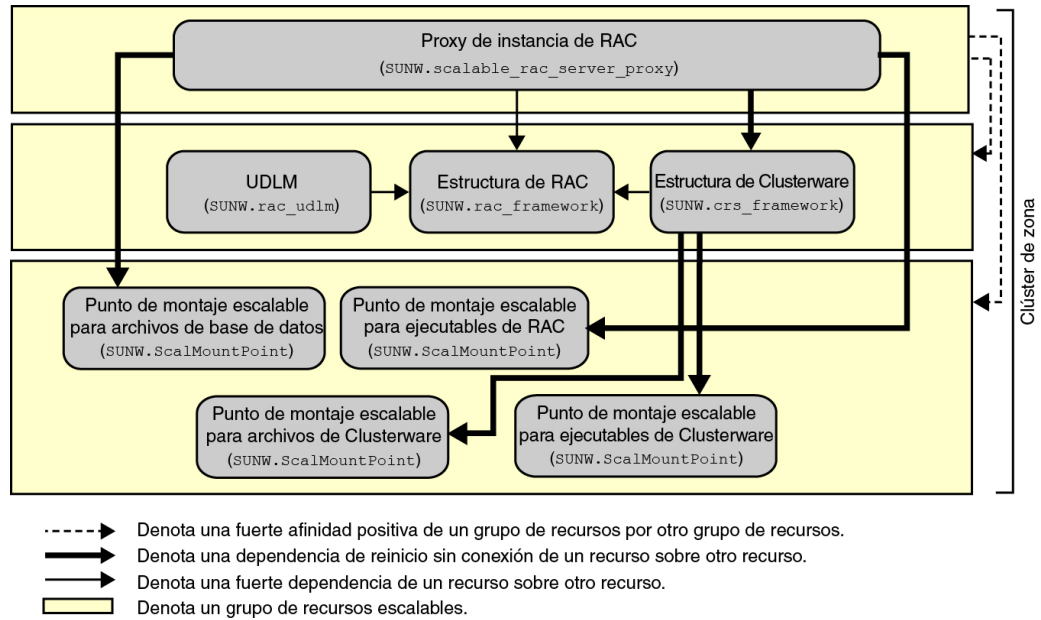 Proxy de instancia de RAC
(SUNW.scalable_rac_server_proxy)
UDLM
(SUNW.rac_udlm)
Estructura de RAC
(SUNW.rac_framework)
Estructura de Clusterware
(SUNW.crs_framework)
Punto de montaje escalable
para archivos de base de datos
(SUNW.ScalMountPoint)
Punto de montaje escalable
para ejecutables de RAC
(SUNW.ScalMountPoint)
Punto de montaje escalable
para archivos de Clusterware
(SUNW.ScalMountPoint)
Punto de montaje escalable
para ejecutables de Clusterware
(SUNW.ScalMountPoint)
Clúster de zona
Denota una fuerte afinidad positiva de un grupo de recursos por otro grupo de recursos.
Denota una dependencia de reinicio sin conexión de un recurso sobre otro recurso.
Denota una fuerte dependencia de un recurso sobre otro recurso.
Denota un grupo de recursos escalables.